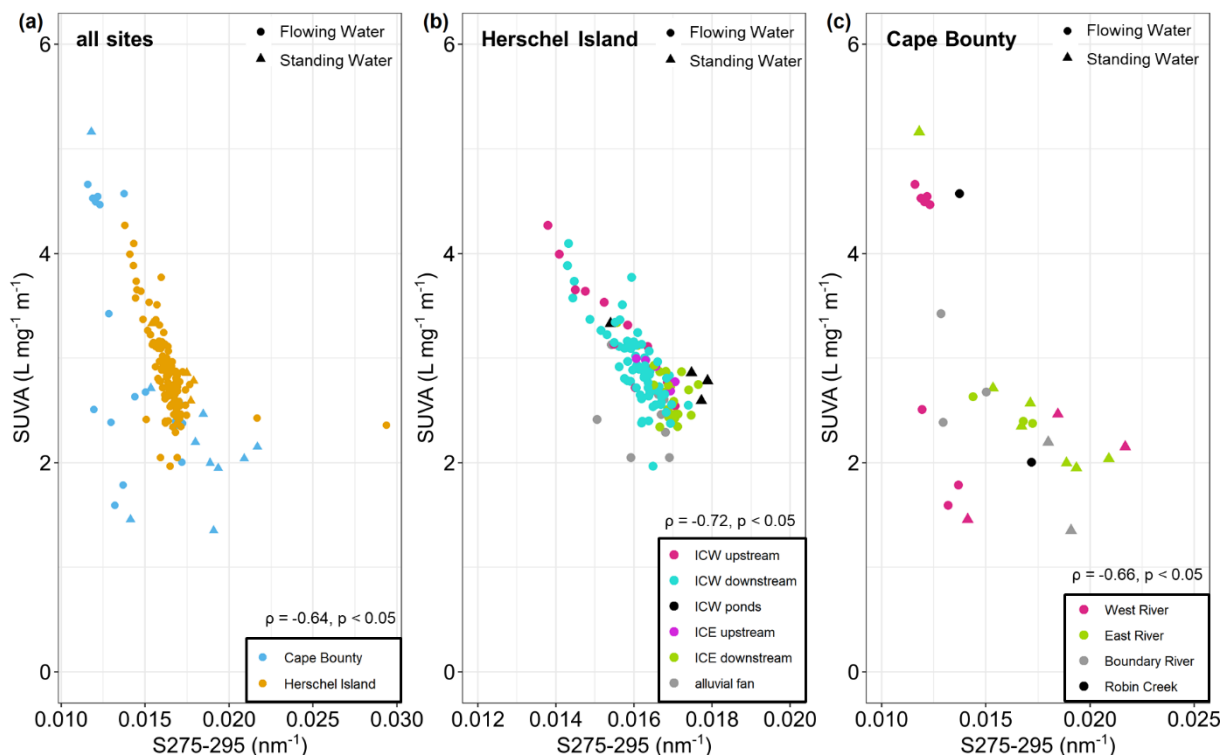 (a)
all sites
Flowing Water
Standing Water
SUVA (L mg⁻¹ m⁻¹)
6
4
2
0
ρ = -0.64, p < 0.05
Cape Bounty
Herschel Island
0.010 0.015 0.020 0.025 0.030
S275-295 (nm⁻¹)
(b)
Herschel Island
Flowing Water
Standing Water
SUVA (L mg⁻¹ m⁻¹)
6
4
2
0
ρ = -0.72, p < 0.05
ICW upstream
ICW downstream
ICW ponds
ICE upstream
ICE downstream
alluvial fan
0.012 0.014 0.016 0.018 0.020
S275-295 (nm⁻¹)
(c)
Cape Bounty
Flowing Water
Standing Water
SUVA (L mg⁻¹ m⁻¹)
6
4
2
0
ρ = -0.66, p < 0.05
West River
East River
Boundary River
Robin Creek
0.010 0.015 0.020 0.025
S275-295 (nm⁻¹)